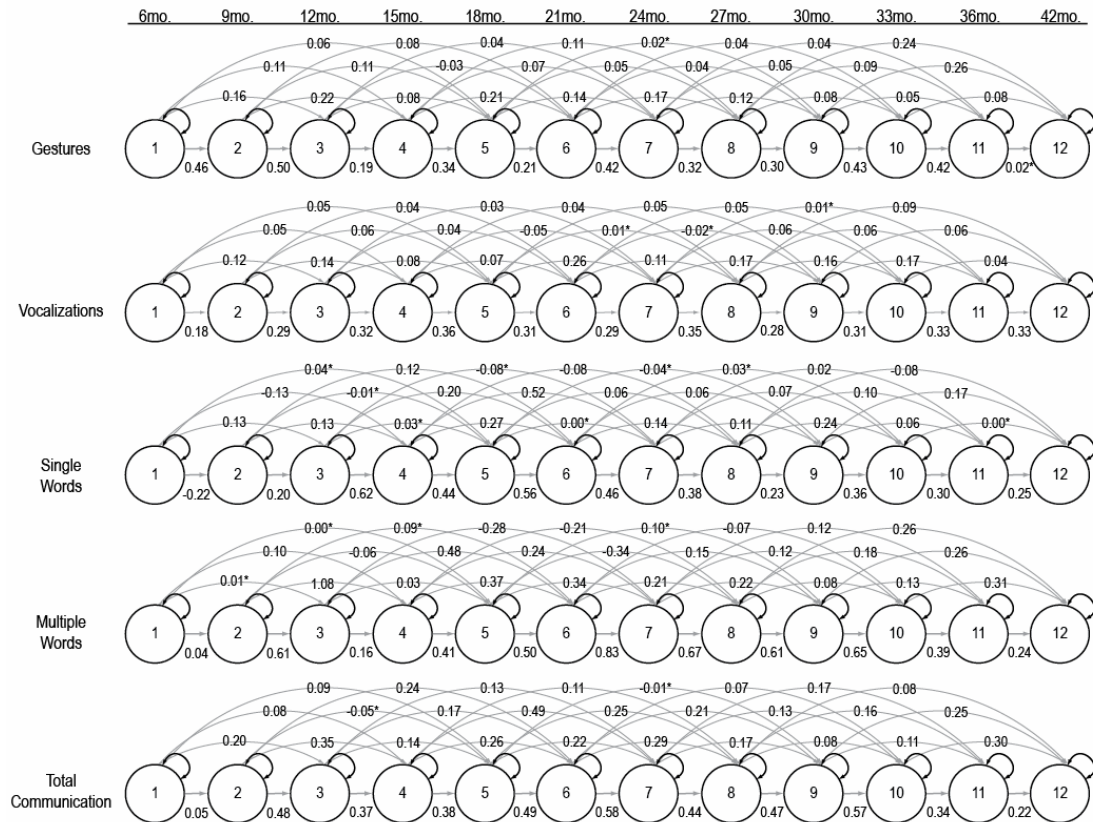 6mo. 9mo. 12mo. 15mo. 18mo. 21mo. 24mo. 27mo. 30mo. 33mo. 36mo. 42mo.
0.06 0.08 0.04 0.11 0.02* 0.04 0.04 0.24
0.11 0.11 -0.03 0.07 0.05 0.04 0.05 0.09 0.26
0.16 0.22 0.08 0.21 0.14 0.17 0.12 0.08 0.05 0.08
Gestures 1 2 3 4 5 6 7 8 9 10 11 12
0.46 0.50 0.19 0.34 0.21 0.42 0.32 0.30 0.43 0.42 0.02*
0.05 0.04 0.03 0.04 0.05 0.05 0.01* 0.09
0.05 0.06 0.04 -0.05 0.01* -0.02* 0.06 0.06 0.06
0.12 0.14 0.08 0.07 0.26 0.11 0.17 0.16 0.17 0.04
Vocalizations 1 2 3 4 5 6 7 8 9 10 11 12
0.18 0.29 0.32 0.36 0.31 0.29 0.35 0.28 0.31 0.33 0.33
0.04* 0.12 -0.08* -0.08 -0.04* 0.03* 0.02 -0.08
-0.13 -0.01* 0.20 0.52 0.06 0.06 0.07 0.10 0.17
0.13 0.13 0.03* 0.27 0.00* 0.14 0.11 0.24 0.06 0.00*
Single
Words
1 2 3 4 5 6 7 8 9 10 11 12
-0.22 0.20 0.62 0.44 0.56 0.46 0.38 0.23 0.36 0.30 0.25
0.00* 0.09* -0.28 -0.21 0.10* -0.07 0.12 0.26
0.10 -0.06 0.48 0.24 -0.34 0.15 0.12 0.18 0.26
0.01* 1.08 0.03 0.37 0.34 0.21 0.22 0.08 0.13 0.31
Multiple
Words
1 2 3 4 5 6 7 8 9 10 11 12
0.04 0.61 0.16 0.41 0.50 0.83 0.67 0.61 0.65 0.39 0.24
0.09 0.24 0.13 0.11 -0.01* 0.07 0.17 0.08
0.08 -0.05* 0.17 0.49 0.25 0.21 0.13 0.16 0.25
0.20 0.35 0.14 0.26 0.22 0.29 0.17 0.08 0.11 0.30
Total
Communication
1 2 3 4 5 6 7 8 9 10 11 12
0.05 0.48 0.37 0.38 0.49 0.58 0.44 0.47 0.57 0.34 0.22